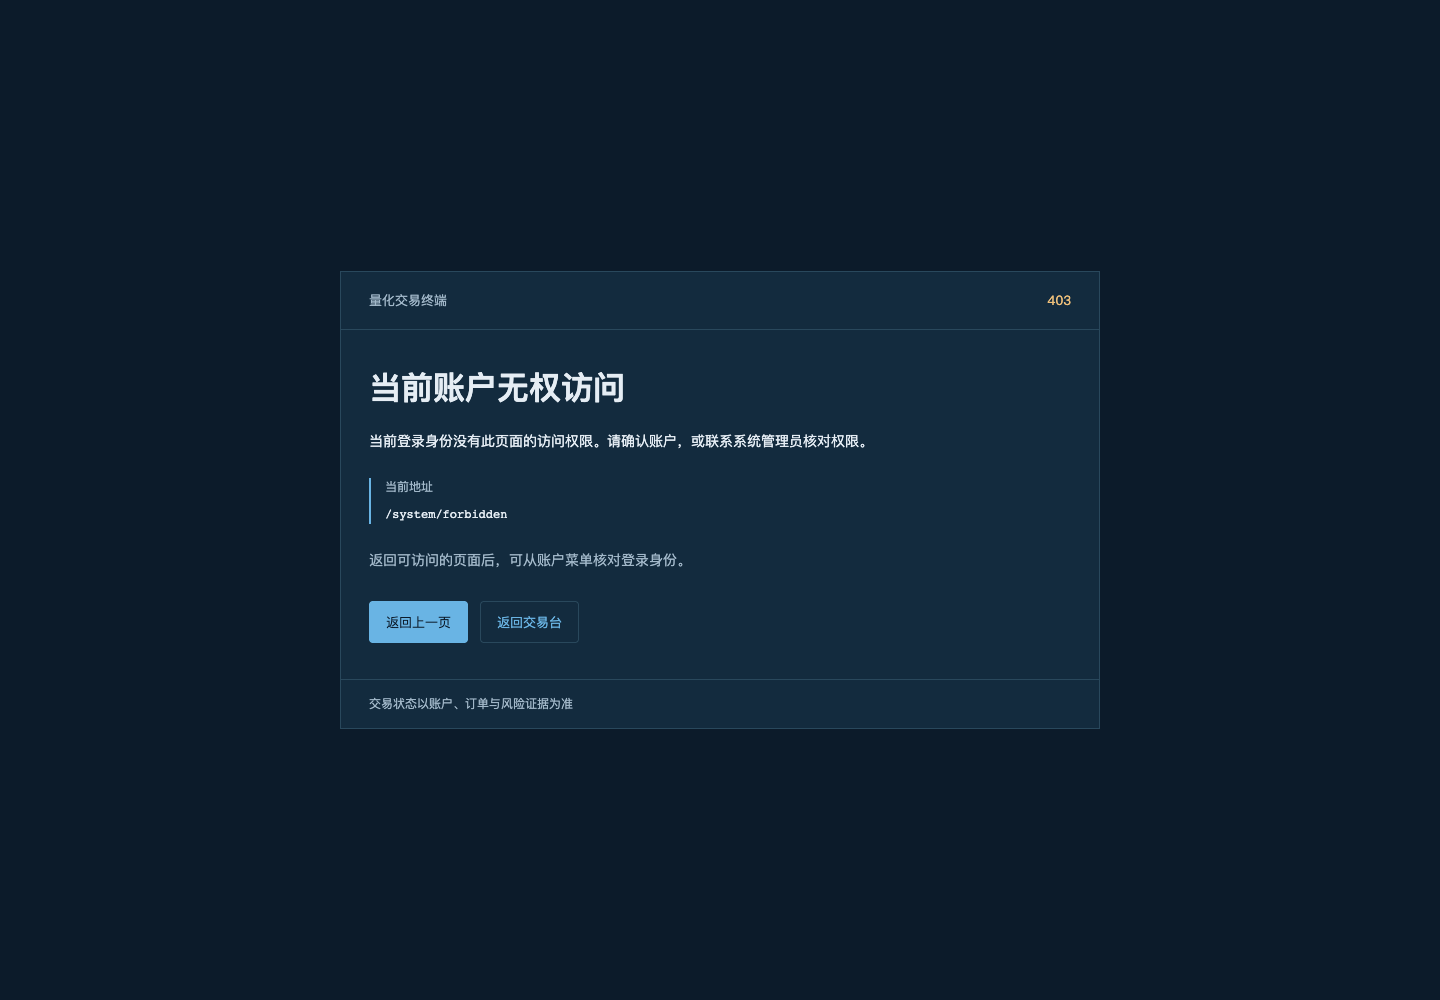 量化交易终端
403
当前账户无权访问
当前登录身份没有此页面的访问权限。请确认账户，或联系系统管理员核对权限。
当前地址
/system/forbidden
返回可访问的页面后，可从账户菜单核对登录身份。
返回上一页
返回交易台
交易状态以账户、订单与风险证据为准